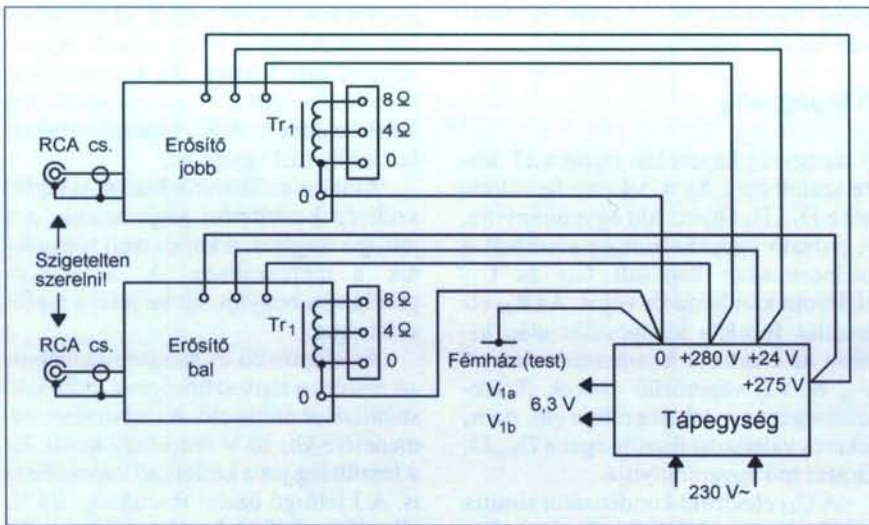 RCA cs.
Erősítő
jobb
Tr₁
8 Ω
4 Ω
0
0
Szigetelten
szerelni!
RCA cs.
Erősítő
bal
Tr₁
8 Ω
4 Ω
0
0
Fémház (test)
V₁ₐ
V₁b
6,3 V
+280 V
+24 V
+275 V
Tápegység
230 V~